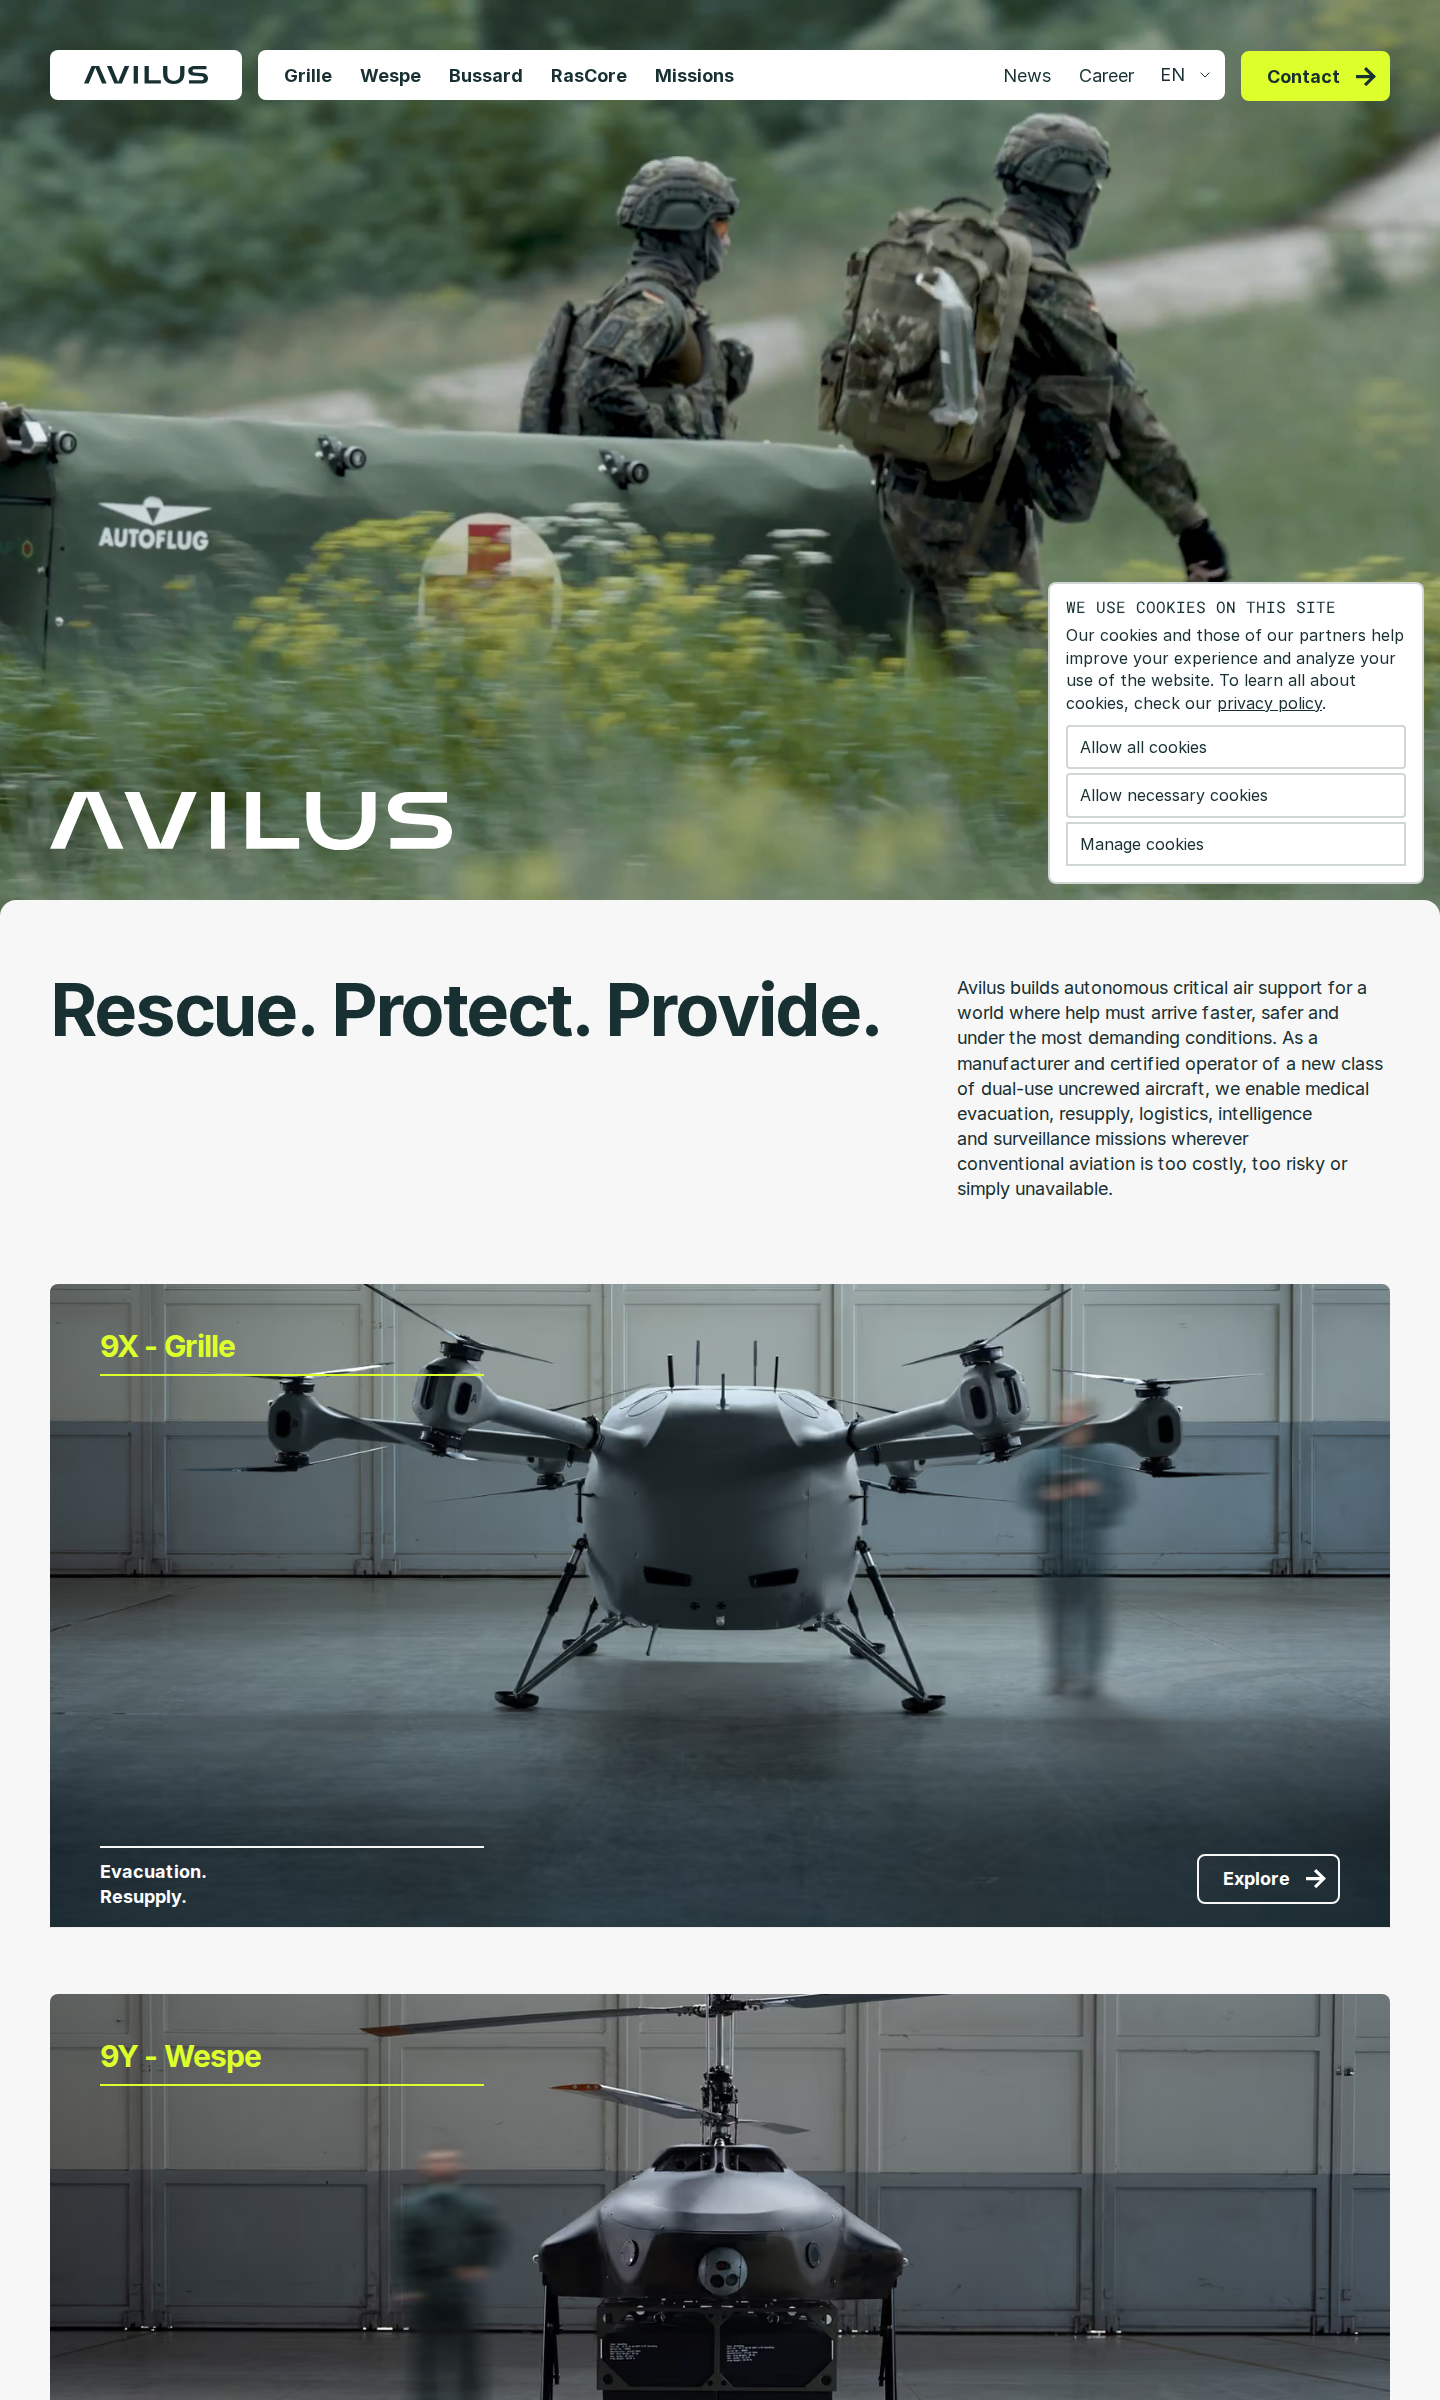 AVILUS
Grille Wespe Bussard RasCore Missions
News Career EN
Contact
AUTOFLUG
WE USE COOKIES ON THIS SITE
Our cookies and those of our partners help
improve your experience and analyze your
use of the website. To learn all about
cookies, check our privacy policy.
Allow all cookies
Allow necessary cookies
Manage cookies
AVILUS
Rescue. Protect. Provide.
Avilus builds autonomous critical air support for a
world where help must arrive faster, safer and
under the most demanding conditions. As a
manufacturer and certified operator of a new class
of dual-use uncrewed aircraft, we enable medical
evacuation, resupply, logistics, intelligence
and surveillance missions wherever
conventional aviation is too costly, too risky or
simply unavailable.
9X - Grille
Evacuation.
Resupply.
Explore
9Y - Wespe